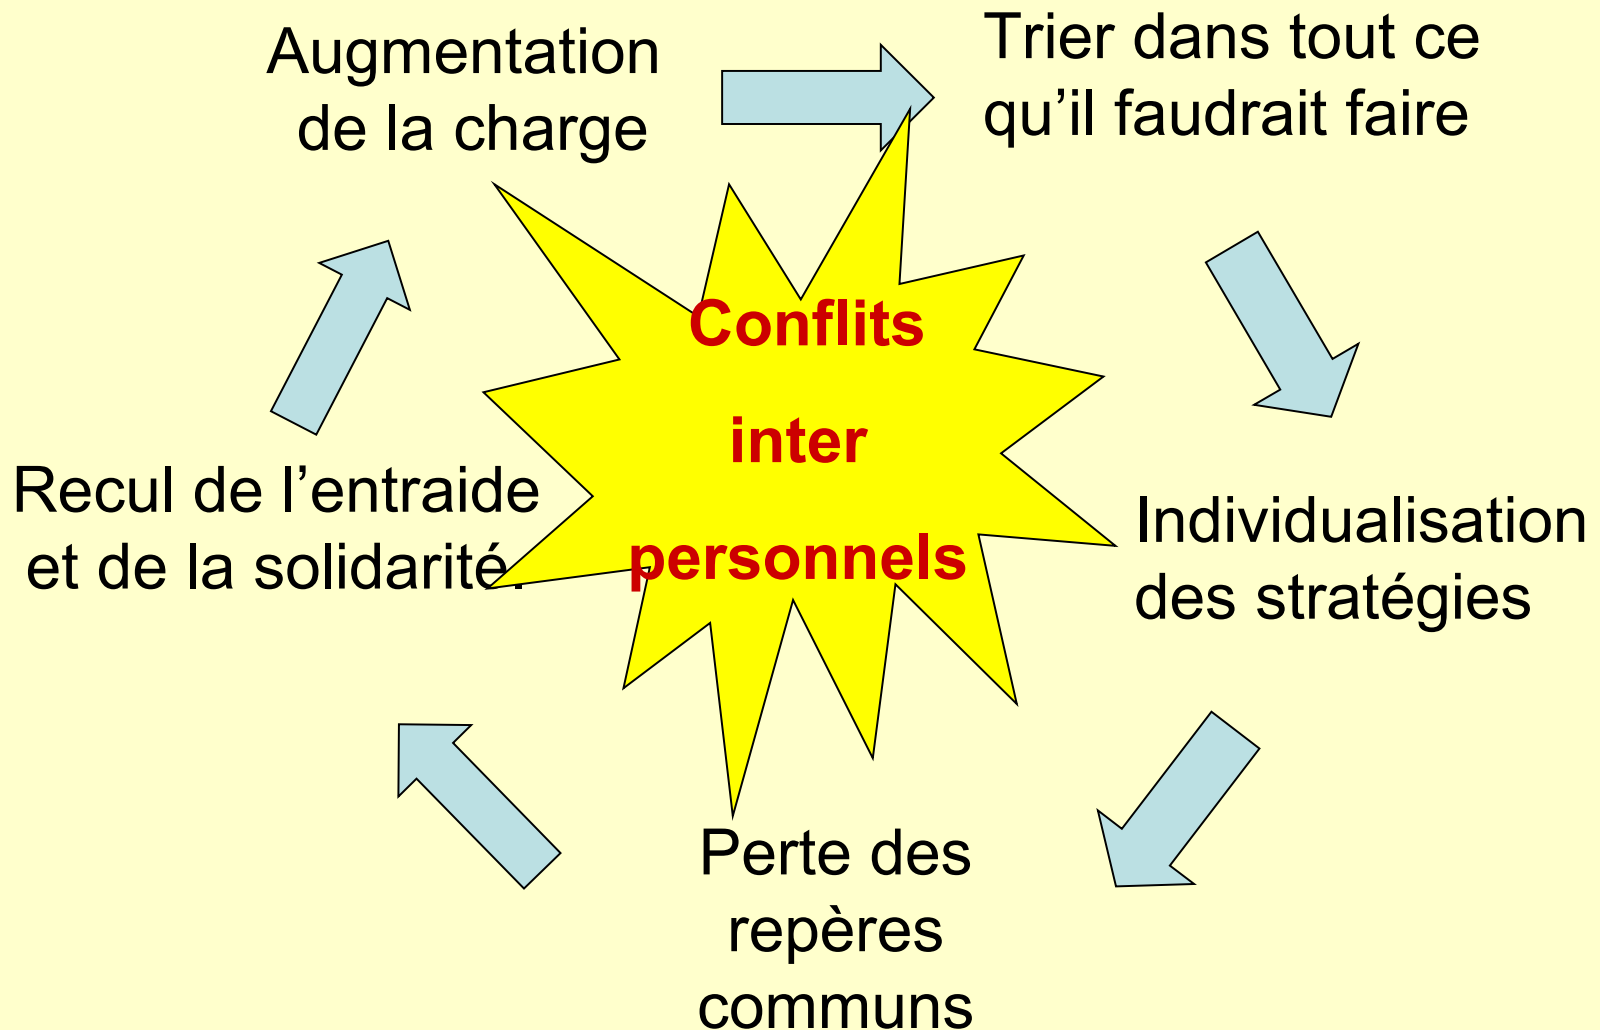 Augmentation
de la charge
Trier dans tout ce
qu’il faudrait faire
Conflits
inter
personnels
Recul de l’entraide
et de la solidarité.
Individualisation
des stratégies
Perte des
repères
communs